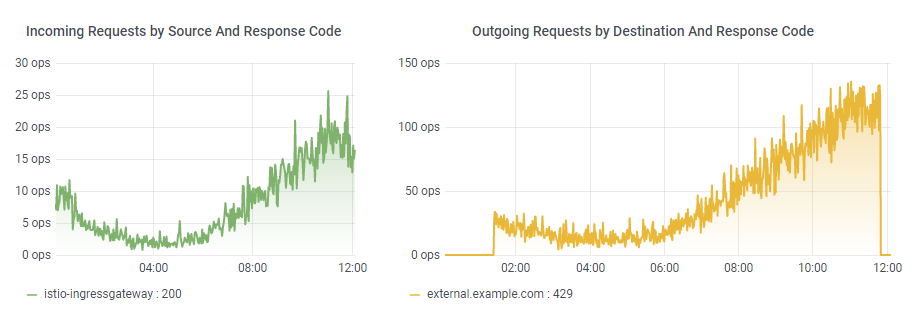 Incoming Requests by Source And Response Code
30 ops
25 ops
20 ops
15 ops
10 ops
5 ops
0 ops
04:00 08:00 12:00
istio-ingressgateway : 200
Outgoing Requests by Destination And Response Code
150 ops
100 ops
50 ops
0 ops
02:00 04:00 06:00 08:00 10:00 12:00
external.example.com : 429